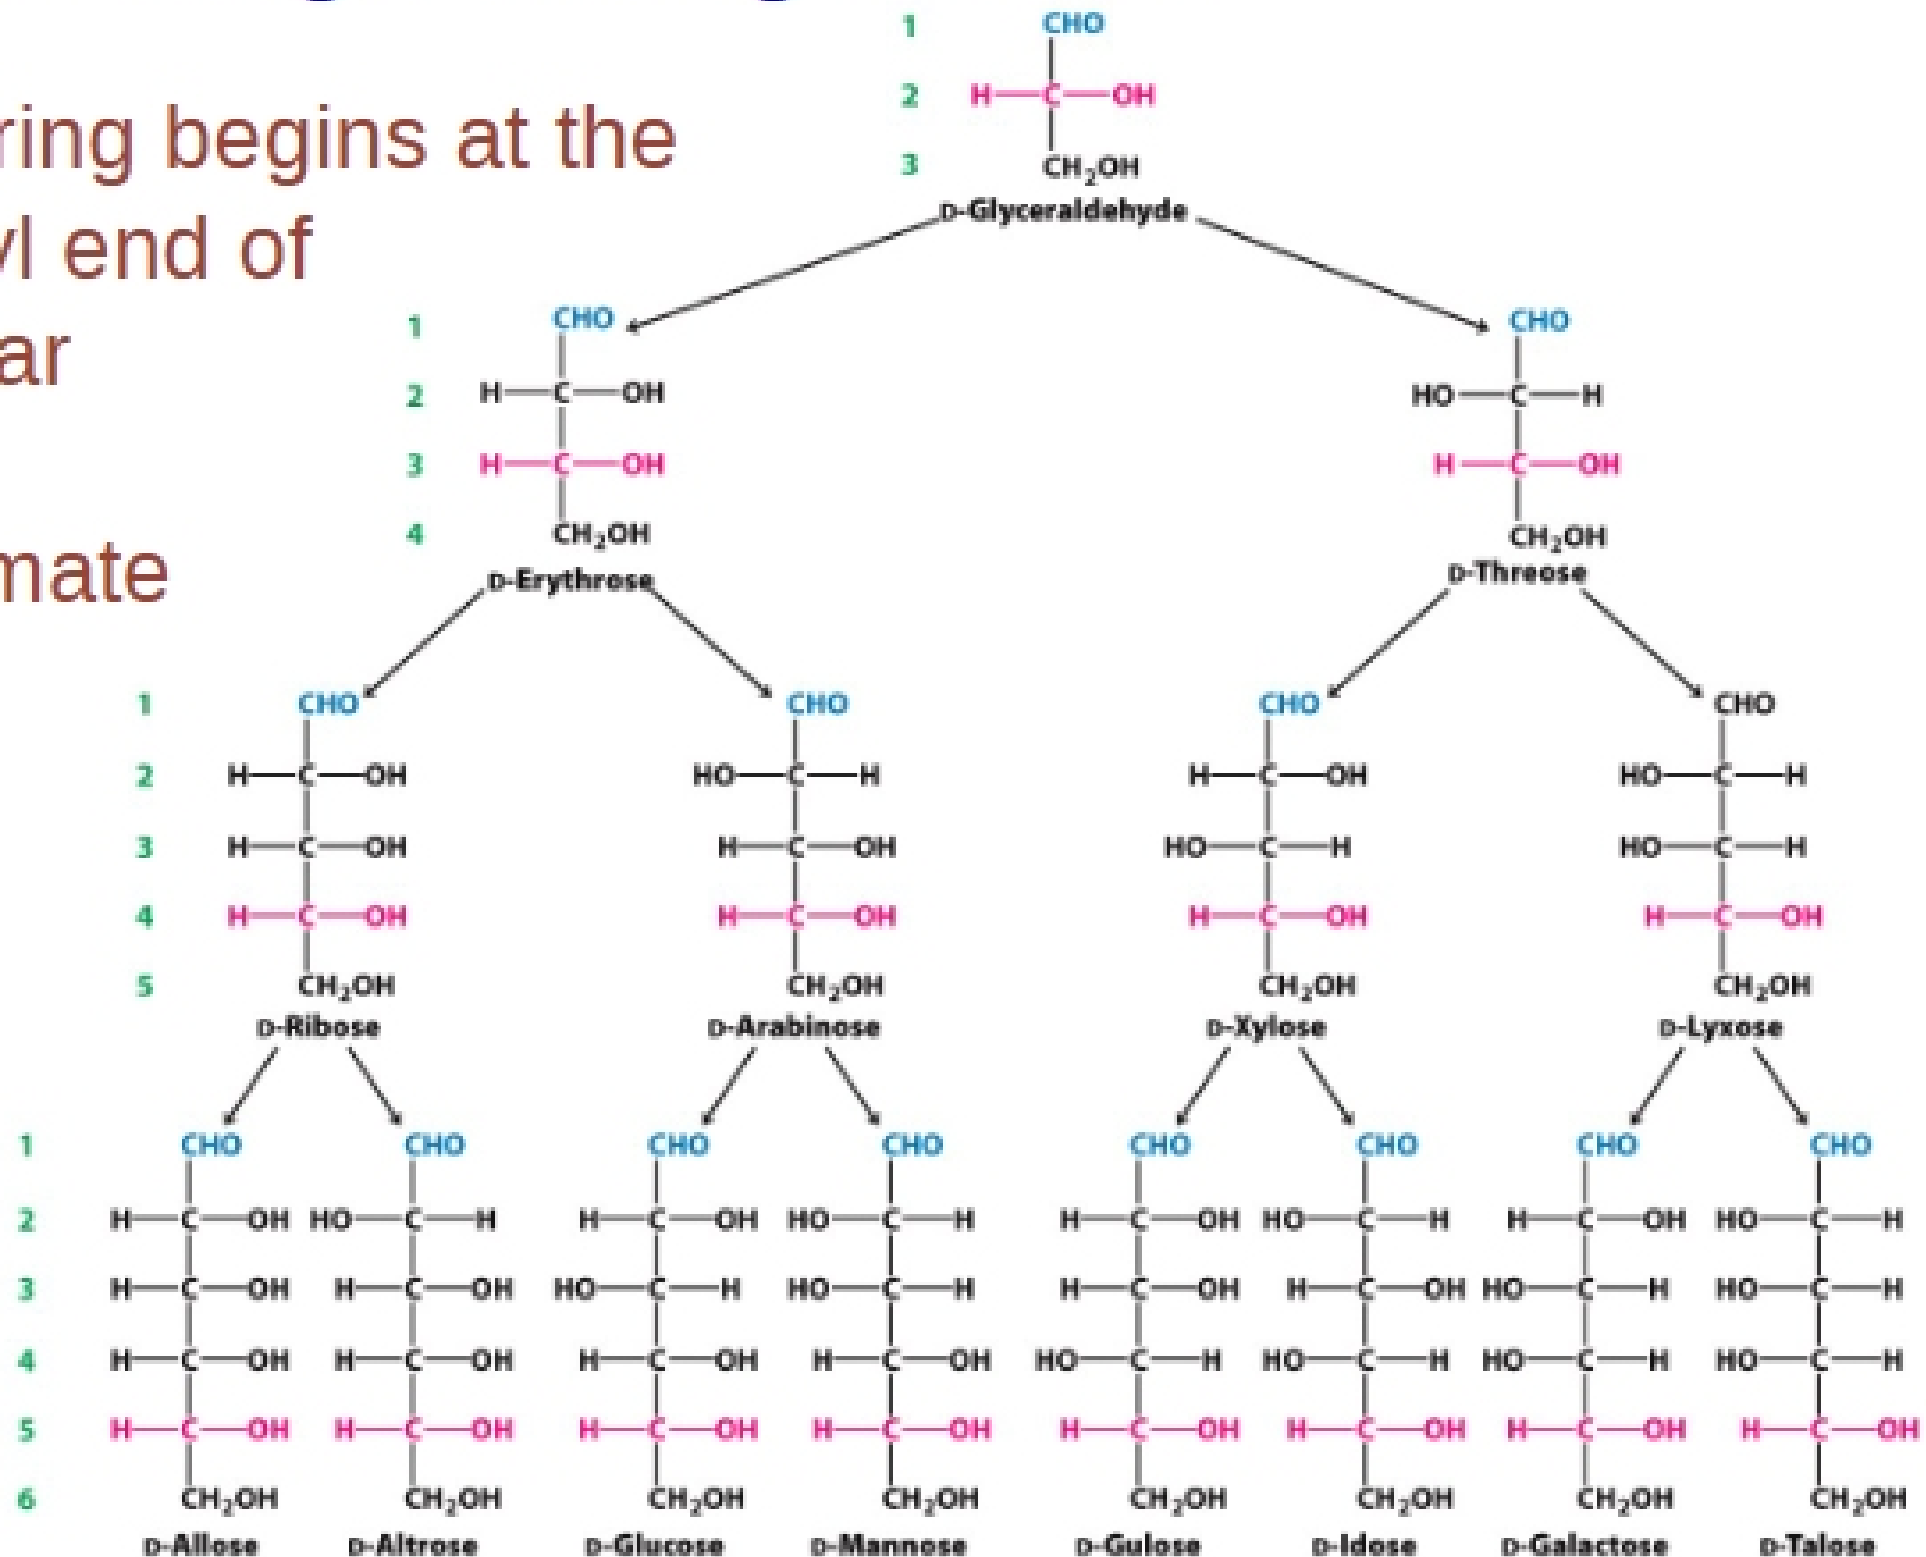 1 CHO
2 H—C—OH
3 CH₂OH
D-Glyceraldehyde
ring begins at the
yl end of
ar
mate
1 CHO CHO
2 H—C—OH HO—C—H
3 H—C—OH H—C—OH
4 CH₂OH CH₂OH
D-Erythrose D-Threose
1 CHO CHO CHO CHO
2 H—C—OH HO—C—H H—C—OH HO—C—H
3 H—C—OH H—C—OH HO—C—H HO—C—H
4 H—C—OH H—C—OH H—C—OH H—C—OH
5 CH₂OH CH₂OH CH₂OH CH₂OH
D-Ribose D-Arabinose D-Xylose D-Lyxose
1 CHO CHO CHO CHO CHO CHO CHO CHO
2 H—C—OH HO—C—H H—C—OH HO—C—H H—C—OH HO—C—H H—C—OH HO—C—H
3 H—C—OH H—C—OH HO—C—H HO—C—H H—C—OH H—C—OH HO—C—H HO—C—H
4 H—C—OH H—C—OH H—C—OH H—C—OH HO—C—H HO—C—H HO—C—H HO—C—H
5 H—C—OH H—C—OH H—C—OH H—C—OH H—C—OH H—C—OH H—C—OH H—C—OH
6 CH₂OH CH₂OH CH₂OH CH₂OH CH₂OH CH₂OH CH₂OH CH₂OH
D-Allose D-Altrose D-Glucose D-Mannose D-Gulose D-Idose D-Galactose D-Talose